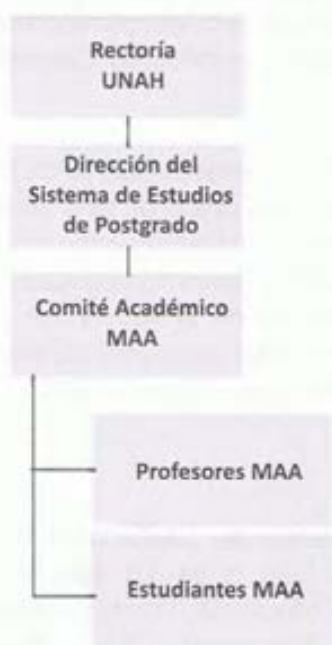 Rectoría
UNAH
Dirección del
Sistema de Estudios
de Postgrado
Comité Académico
MAA
Profesores MAA
Estudiantes MAA